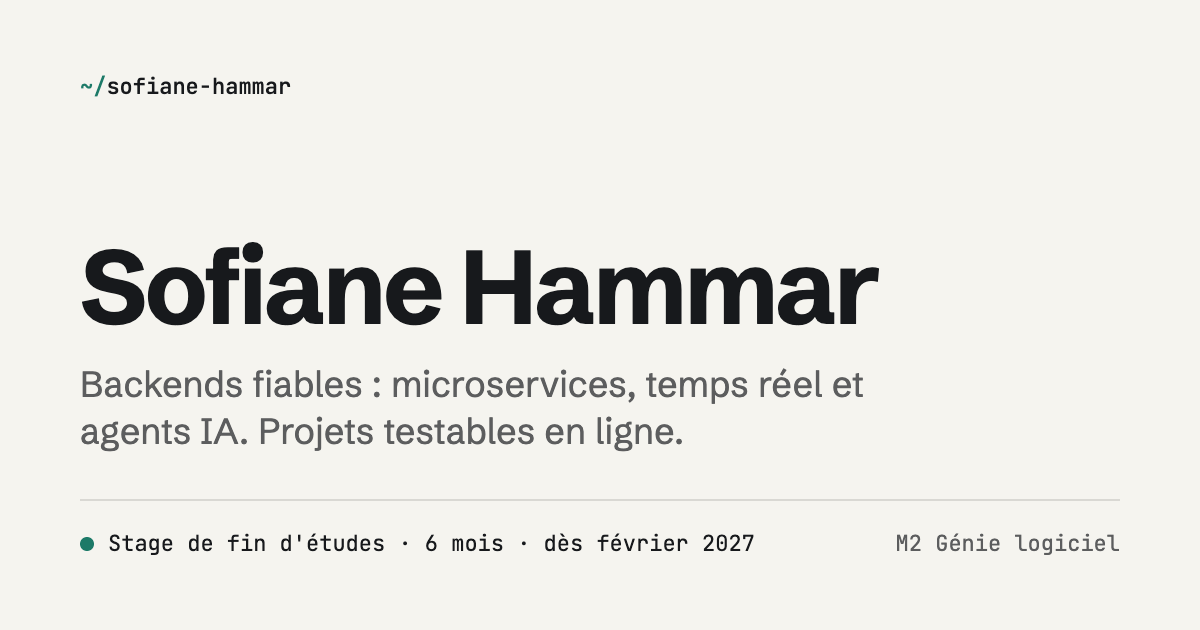 ~/sofiane-hammar
Sofiane Hammar
Backends fiables : microservices, temps réel et
agents IA. Projets testables en ligne.
Stage de fin d'études · 6 mois · dès février 2027
M2 Génie logiciel